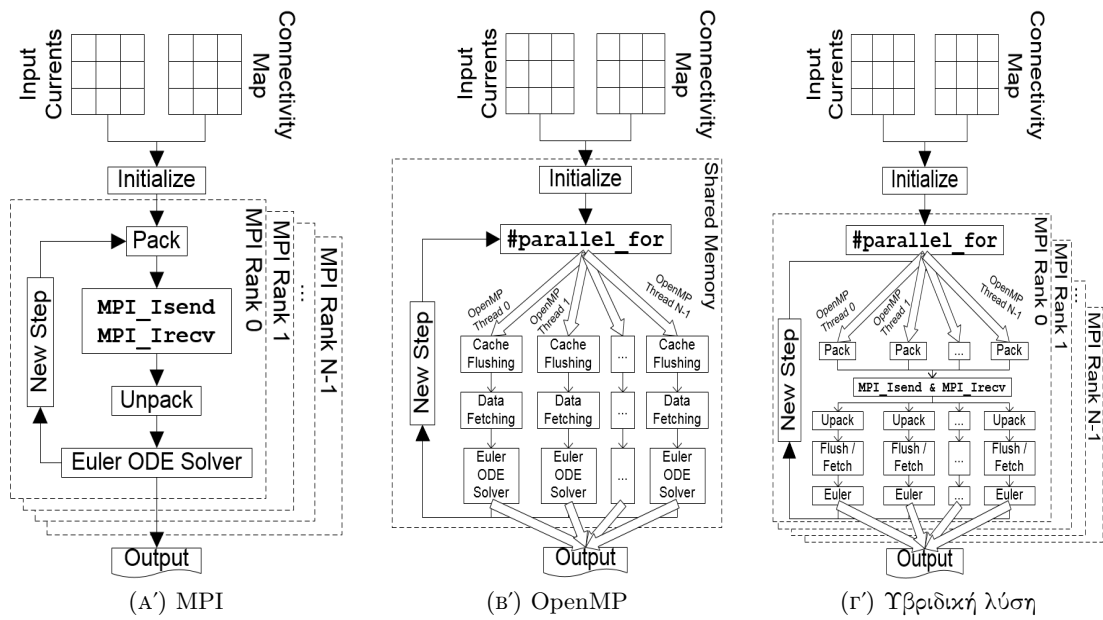 Input
Currents
Connectivity
Map
Initialize
Pack
MPI_Isend
MPI_Irecv
Unpack
Euler ODE Solver
New Step
MPI Rank 0
MPI Rank 1
...
MPI Rank N-1
Output
(Α΄) MPI
Input
Currents
Connectivity
Map
Shared Memory
Initialize
#parallel_for
New Step
OpenMP
Thread 0
OpenMP
Thread 1
OpenMP
Thread N-1
Cache
Flushing
Cache
Flushing
...
Cache
Flushing
Data
Fetching
Data
Fetching
...
Data
Fetching
Euler
ODE
Solver
Euler
ODE
Solver
...
Euler
ODE
Solver
Output
(Β΄) OpenMP
Input
Currents
Connectivity
Map
Initialize
#parallel_for
New Step
OpenMP
Thread 0
OpenMP
Thread 1
OpenMP
Thread N-1
MPI Rank 0
MPI Rank 1
...
MPI Rank N-1
Pack
Pack
...
Pack
MPI_Isend & MPI_Irecv
Upack
Upack
...
Upack
Flush /
Fetch
Flush /
Fetch
...
Flush /
Fetch
Euler
Euler
...
Euler
Output
(Γ΄) Υβριδική λύση